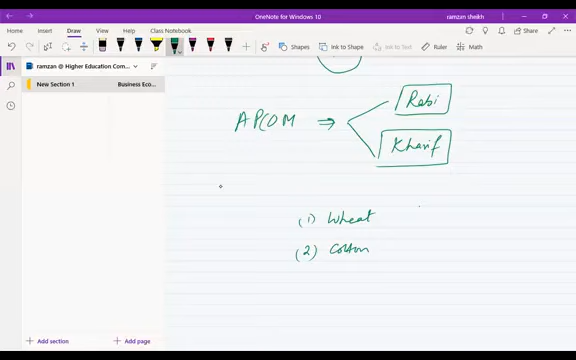 OneNote for Windows 10
ramzan sheikh
Home Insert Draw View Help Class Notebook
Share
Shapes Ink to Shape Ink to Text Ruler Math
ramzan @ Higher Education Com...
New Section 1
Business Eco...
Rabi
APCOM ⇒
Kharif
(1) Wheat
(2) Cotton
+ Add section + Add page